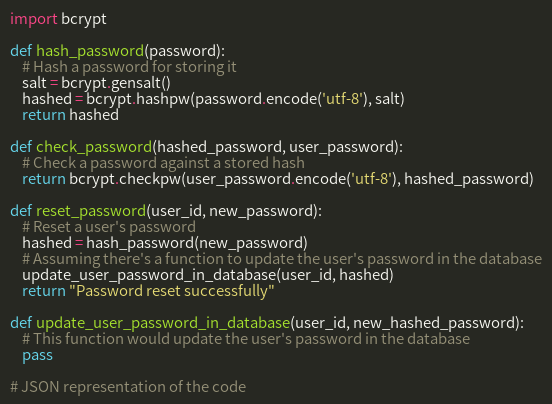 import bcrypt

def hash_password(password):
    # Hash a password for storing it
    salt = bcrypt.gensalt()
    hashed = bcrypt.hashpw(password.encode('utf-8'), salt)
    return hashed

def check_password(hashed_password, user_password):
    # Check a password against a stored hash
    return bcrypt.checkpw(user_password.encode('utf-8'), hashed_password)

def reset_password(user_id, new_password):
    # Reset a user's password
    hashed = hash_password(new_password)
    # Assuming there's a function to update the user's password in the database
    update_user_password_in_database(user_id, hashed)
    return "Password reset successfully"

def update_user_password_in_database(user_id, new_hashed_password):
    # This function would update the user's password in the database
    pass

# JSON representation of the code